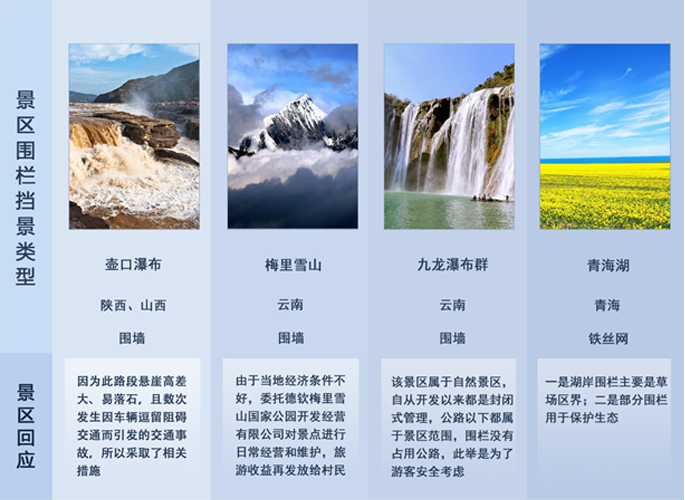 景区围栏挡景类型
壶口瀑布
陕西、山西
围墙
梅里雪山
云南
围墙
九龙瀑布群
云南
围墙
青海湖
青海
铁丝网
景区回应
因为此路段悬崖高差
大、易落石，且数次
发生因车辆逗留阻碍
交通而引发的交通事
故，所以采取了相关
措施
由于当地经济条件不
好，委托德钦梅里雪
山国家公园开发经营
有限公司对景点进行
日常经营和维护，旅
游收益再发放给村民
该景区属于自然景区，
自从开发以来都是封闭
式管理，公路以下都属
于景区范围，围栏没有
占用公路，此举是为了
游客安全考虑
一是湖岸围栏主要是草
场区界；二是部分围栏
用于保护生态